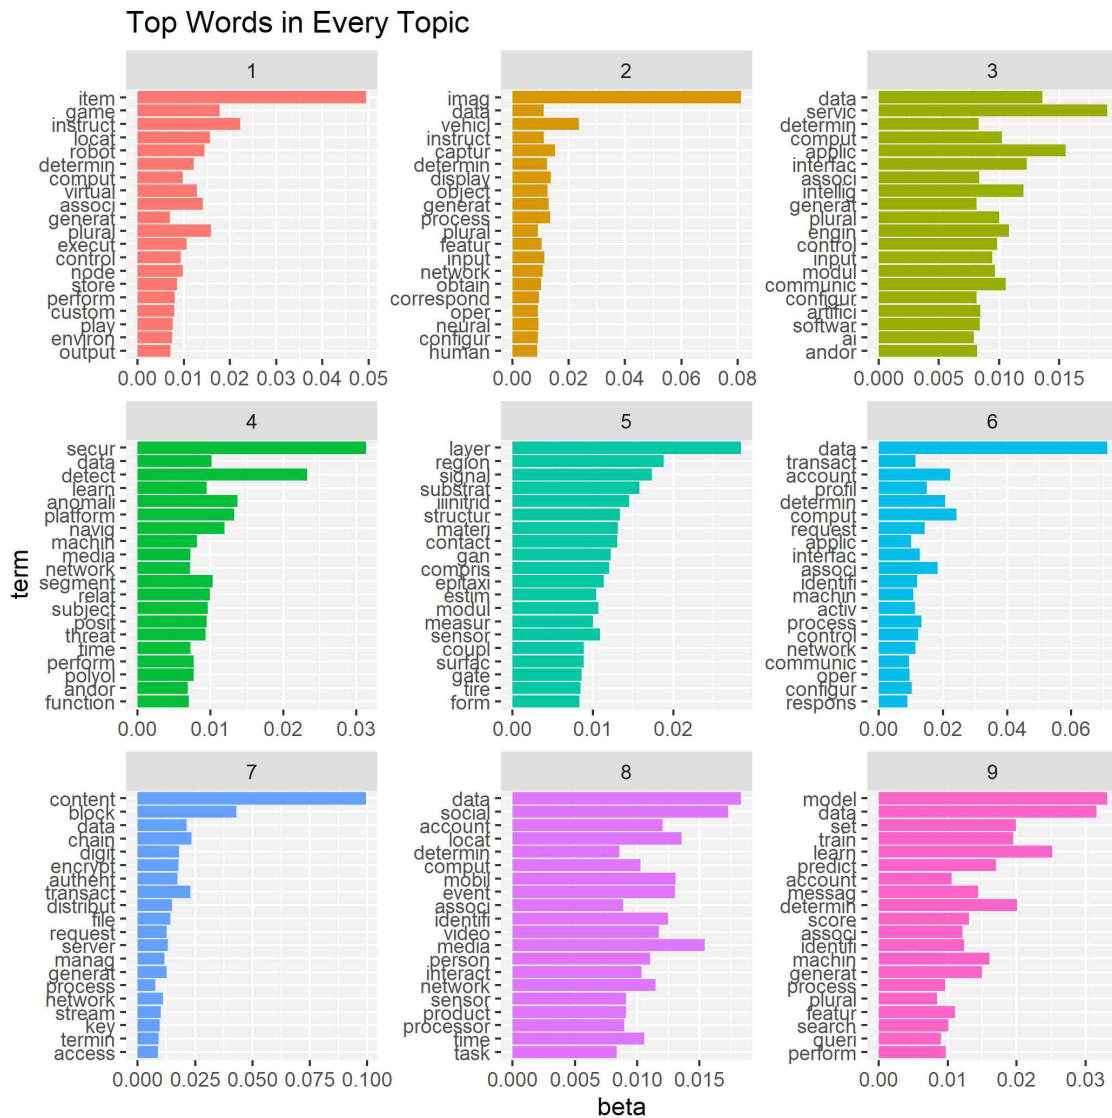 Top Words in Every Topic
1
item
game
instruct
locat
robot
determin
comput
virtual
associ
generat
plural
execut
control
node
store
perform
custom
play
environ
output
0.00 0.01 0.02 0.03 0.04 0.05
2
imag
data
vehicl
instruct
captur
determin
display
object
generat
process
plural
featur
input
network
obtain
correspond
oper
neural
configur
human
0.00 0.02 0.04 0.06 0.08
3
data
servic
determin
comput
applic
interfac
associ
intellig
generat
plural
engin
control
input
modul
communic
configur
artifici
softwar
ai
andor
0.000 0.005 0.010 0.015
4
secur
data
detect
learn
anomali
platform
navig
machin
media
network
segment
relat
subject
posit
threat
time
perform
polyol
andor
function
0.00 0.01 0.02 0.03
5
layer
region
signal
substrat
iiinitrid
structur
materi
contact
gan
compris
epitaxi
estim
modul
measur
sensor
coupl
surfac
gate
tire
form
0.00 0.01 0.02
6
data
transact
account
profil
determin
comput
request
applic
interfac
associ
identifi
machin
activ
process
control
network
communic
oper
configur
respons
0.00 0.02 0.04 0.06
7
content
block
data
chain
digit
encrypt
authent
transact
distribut
file
request
server
manag
generat
process
network
stream
key
termin
access
0.000 0.025 0.050 0.075 0.100
8
data
social
account
locat
determin
comput
mobil
event
associ
identifi
video
media
person
interact
network
sensor
product
processor
time
task
0.000 0.005 0.010 0.015
9
model
data
set
train
learn
predict
account
messag
determin
score
associ
identifi
machin
generat
process
plural
featur
search
queri
perform
0.00 0.01 0.02 0.03
term
beta